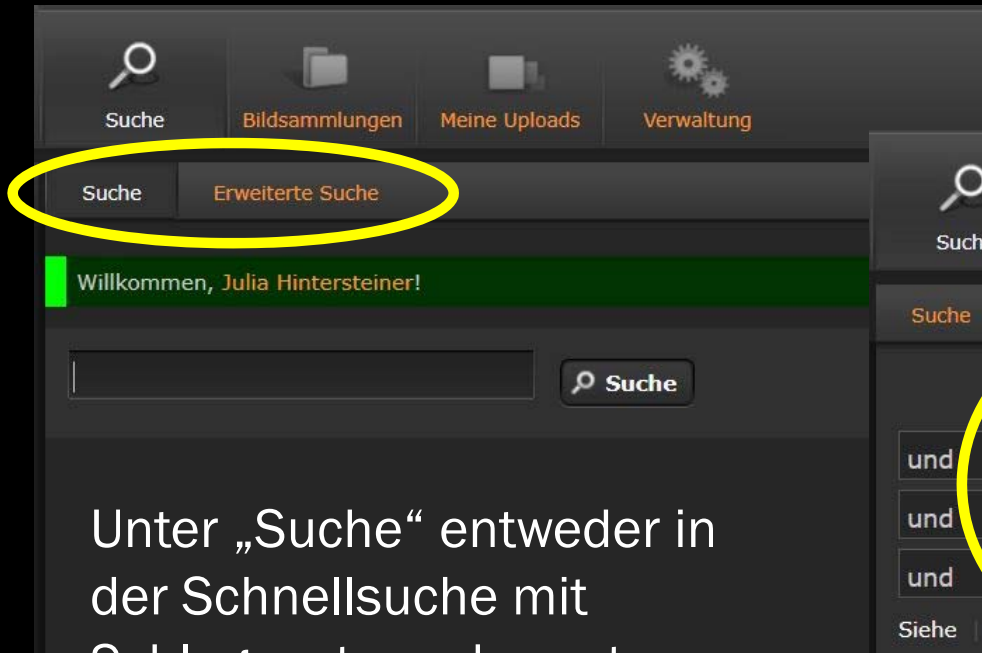 Suche Bildsammlungen Meine Uploads Verwaltung
Suche Erweiterte Suche
Willkommen, Julia Hintersteiner!
Suche
Unter „Suche“ entweder in
der Schnellsuche mit
Such
Suche
und
und
und
Siehe